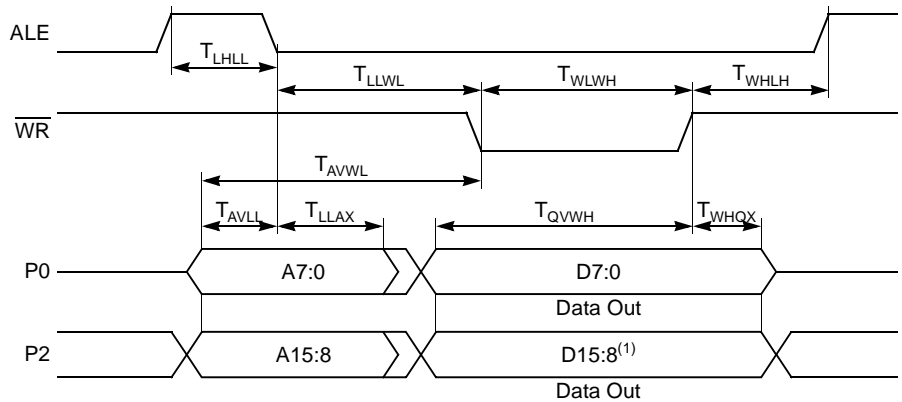 ALE
T_LHLL
T_LLWL T_WLWH T_WHLH
WR
T_AVWL
T_AVLL T_LLAX T_QVWH T_WHQX
P0 A7:0 D7:0
Data Out
P2 A15:8 D15:8(1)
Data Out